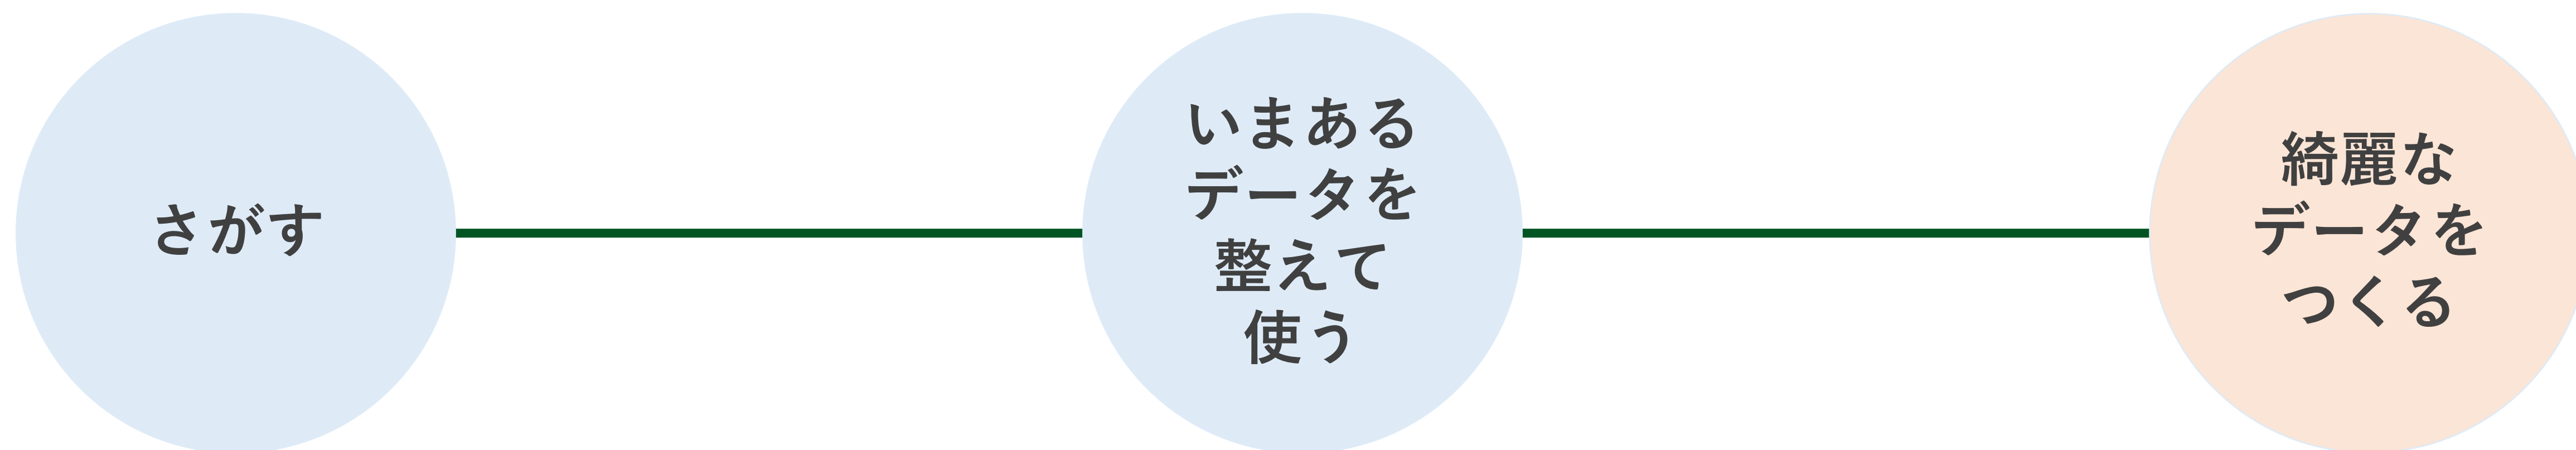 さがす
いまある
データを
整えて
使う
綺麗な
データを
つくる